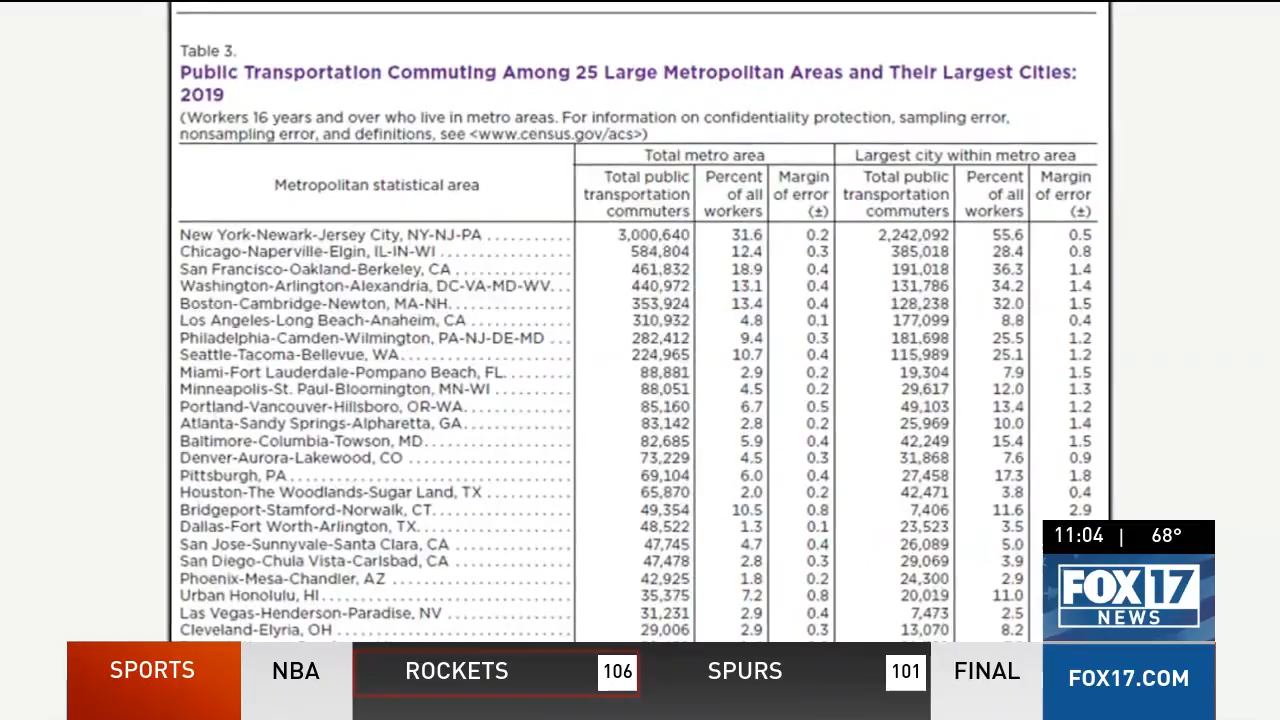 Table 3.
Public Transportation Commuting Among 25 Large Metropolitan Areas and Their Largest Cities:
2019
(Workers 16 years and over who live in metro areas. For information on confidentiality protection, sampling error,
nonsampling error, and definitions, see <www.census.gov/acs>)
Metropolitan statistical area
Total metro area
Largest city within metro area
Total public transportation commuters
Percent of all workers
Margin of error (±)
Total public transportation commuters
Percent of all workers
Margin of error (±)
New York-Newark-Jersey City, NY-NJ-PA 3,000,640 31.6 0.2 2,242,092 55.6 0.5
Chicago-Naperville-Elgin, IL-IN-WI 584,804 12.4 0.3 385,018 28.4 0.8
San Francisco-Oakland-Berkeley, CA 461,832 18.9 0.4 191,018 36.3 1.4
Washington-Arlington-Alexandria, DC-VA-MD-WV 440,972 13.1 0.4 131,786 34.2 1.4
Boston-Cambridge-Newton, MA-NH 353,924 13.4 0.4 128,238 32.0 1.5
Los Angeles-Long Beach-Anaheim, CA 310,932 4.8 0.1 177,099 8.8 0.4
Philadelphia-Camden-Wilmington, PA-NJ-DE-MD 282,412 9.4 0.3 181,698 25.5 1.2
Seattle-Tacoma-Bellevue, WA 224,965 10.7 0.4 115,989 25.1 1.2
Miami-Fort Lauderdale-Pompano Beach, FL 88,881 2.9 0.2 19,304 7.9 1.5
Minneapolis-St. Paul-Bloomington, MN-WI 88,051 4.5 0.2 29,617 12.0 1.3
Portland-Vancouver-Hillsboro, OR-WA 85,160 6.7 0.5 49,103 13.4 1.2
Atlanta-Sandy Springs-Alpharetta, GA 83,142 2.8 0.2 25,969 10.0 1.4
Baltimore-Columbia-Towson, MD 82,685 5.9 0.4 42,249 15.4 1.5
Denver-Aurora-Lakewood, CO 73,229 4.5 0.3 31,868 7.6 0.9
Pittsburgh, PA 69,104 6.0 0.4 27,458 17.3 1.8
Houston-The Woodlands-Sugar Land, TX 65,870 2.0 0.2 42,471 3.8 0.4
Bridgeport-Stamford-Norwalk, CT 49,354 10.5 0.8 7,406 11.6 2.9
Dallas-Fort Worth-Arlington, TX 48,522 1.3 0.1 23,523 3.5
San Jose-Sunnyvale-Santa Clara, CA 47,745 4.7 0.4 26,089 5.0
San Diego-Chula Vista-Carlsbad, CA 47,478 2.8 0.3 29,069 3.9
Phoenix-Mesa-Chandler, AZ 42,925 1.8 0.2 24,300 2.9
Urban Honolulu, HI 35,375 7.2 0.8 20,019 11.0
Las Vegas-Henderson-Paradise, NV 31,231 2.9 0.4 7,473 2.5
Cleveland-Elyria, OH 29,006 2.9 0.3 13,070 8.2
11:04 | 68°
FOX 17
NEWS
SPORTS NBA ROCKETS 106 SPURS 101 FINAL
FOX17.COM